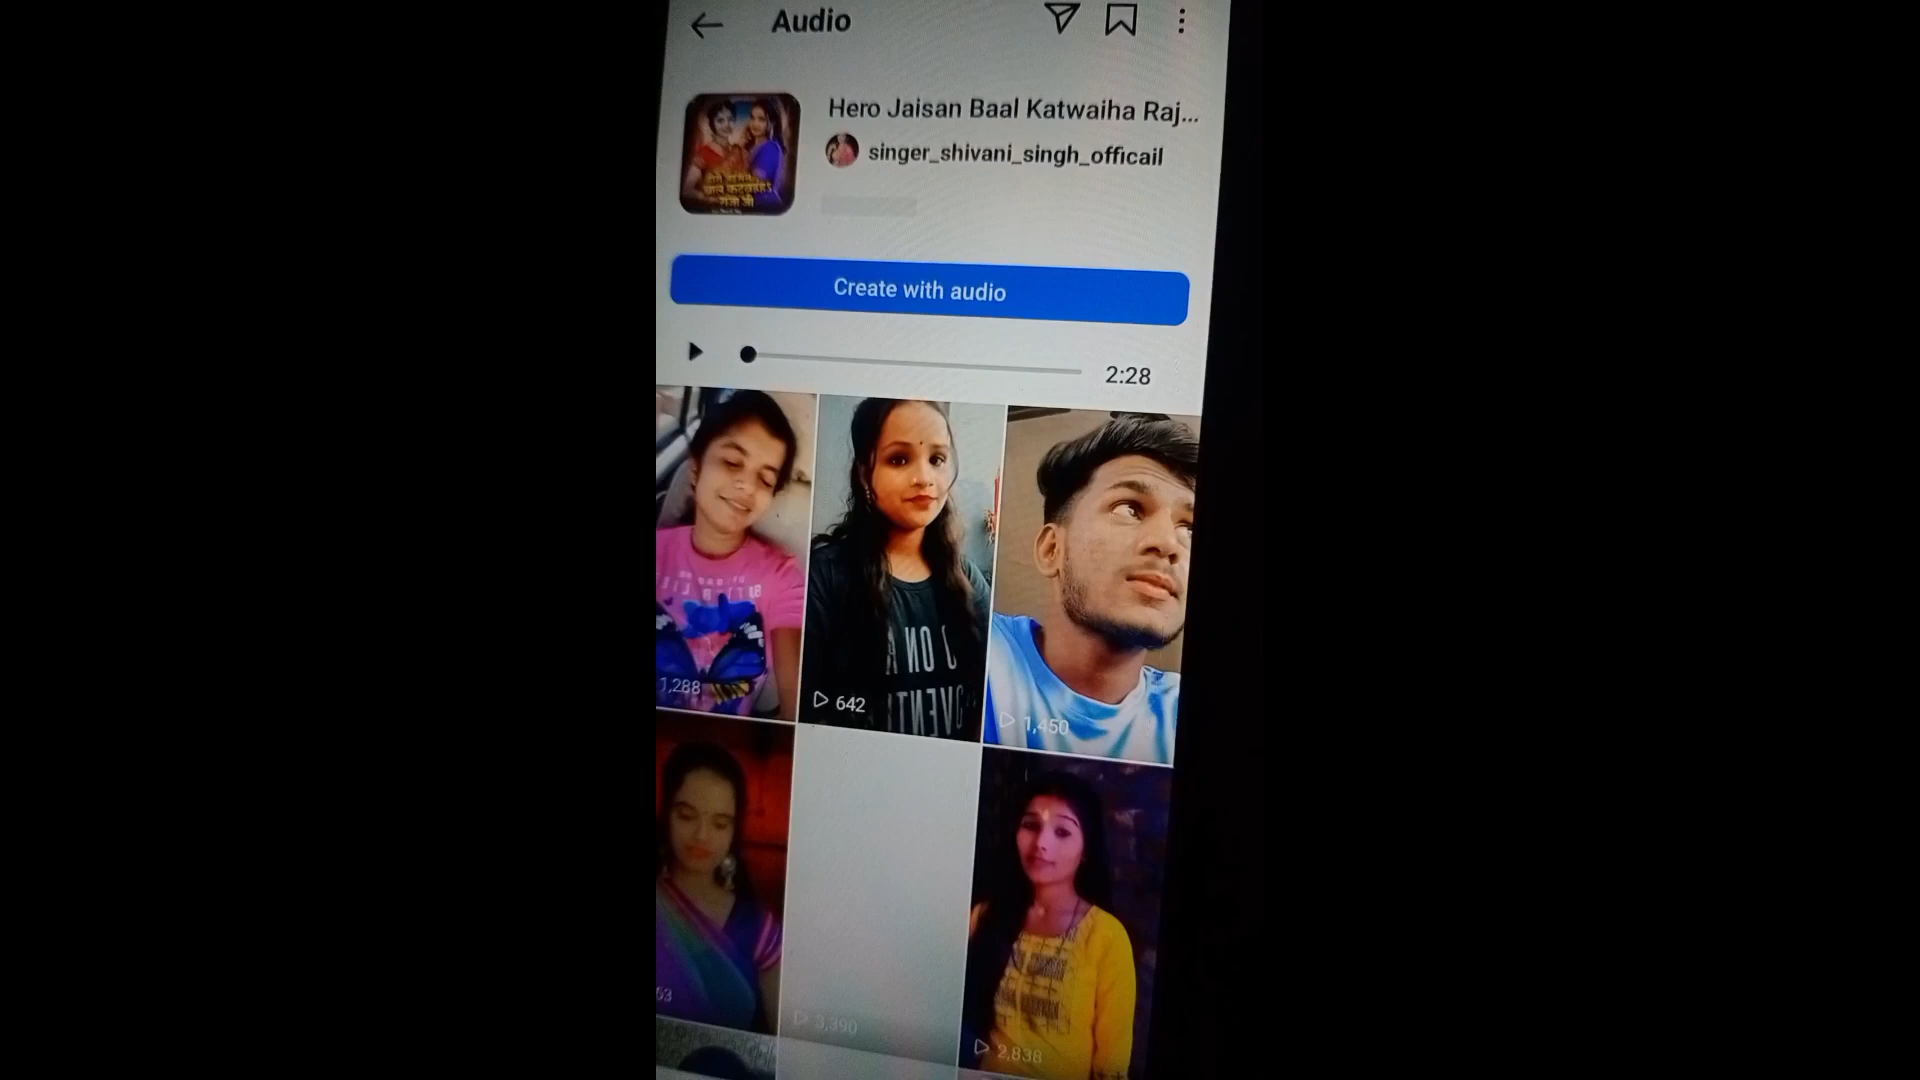 Audio
Hero Jaisan Baal Katwaiha Raj...
singer_shivani_singh_officail
राजा जी
Create with audio
2:28
1,288
642
1,450
63
3,390
2,838